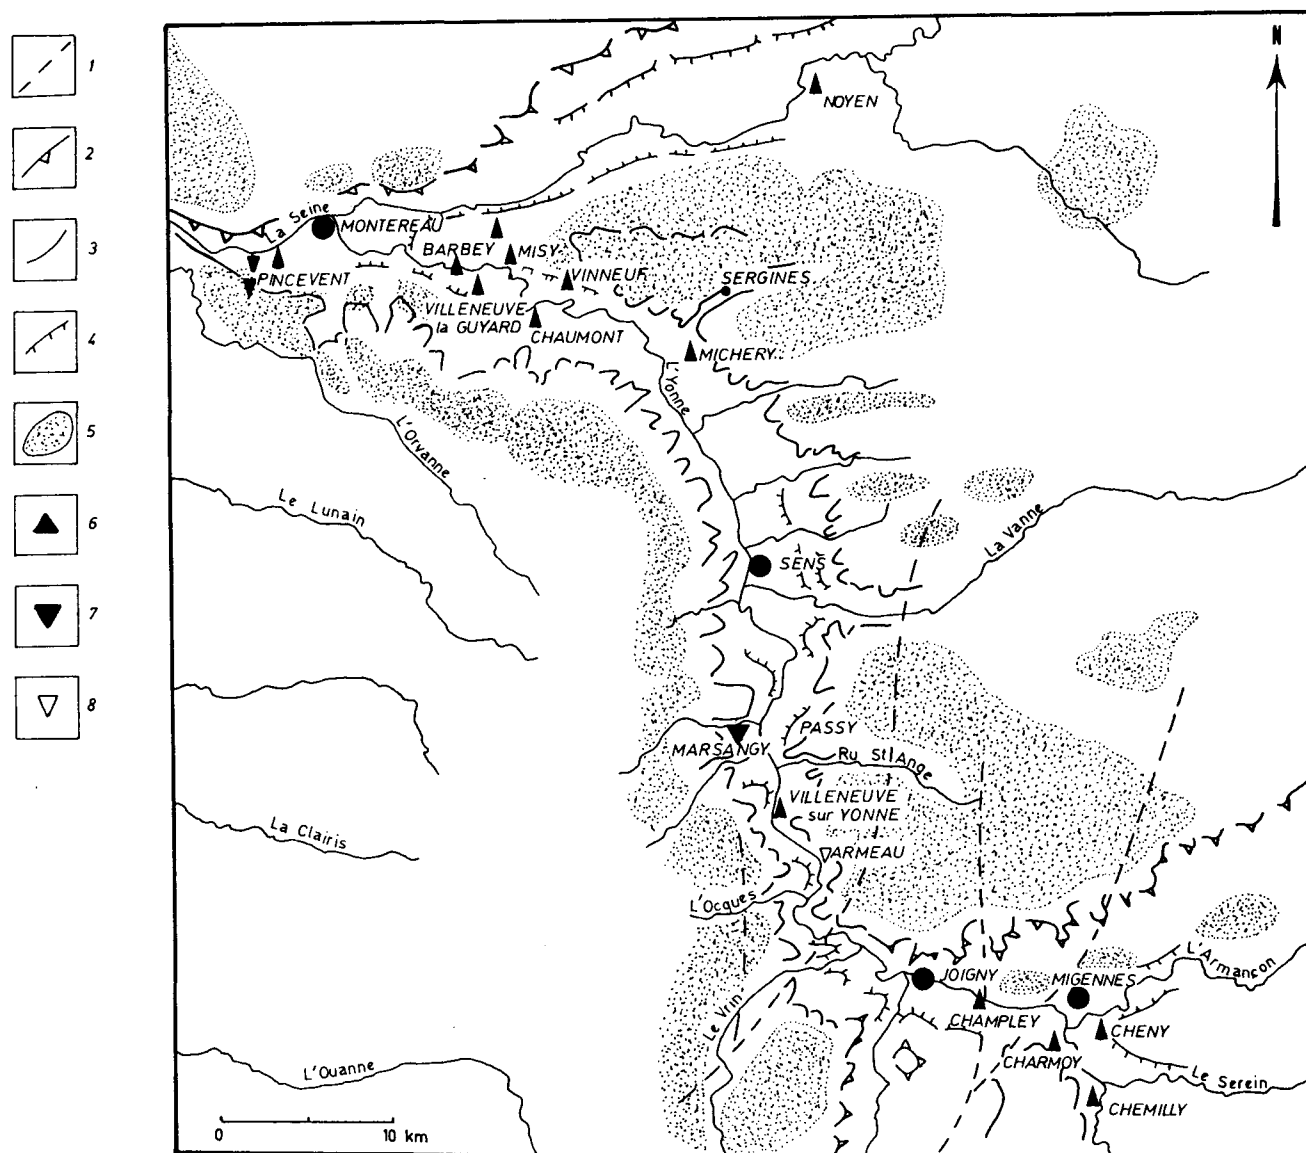 1
2
3
4
5
6
7
8
N
NOYEN
La Seine
MONTEREAU
BARBEY
MISY
PINCEVENT
VINNEUF
SERGINES
VILLENEUVE
la GUYARD
CHAUMONT
MICHERY
L'Yonne
L'Orvanne
Le Lunain
La Vanne
SENS
PASSY
MARSANGY
Ru St Ange
VILLENEUVE
sur YONNE
La Clairis
ARMEAU
L'Ocques
L'Armançon
JOIGNY
MIGENNES
Le Vrin
CHAMPLEY
CHENY
CHARMOY
L'Ouanne
Le Serein
CHEMILLY
0 10 km